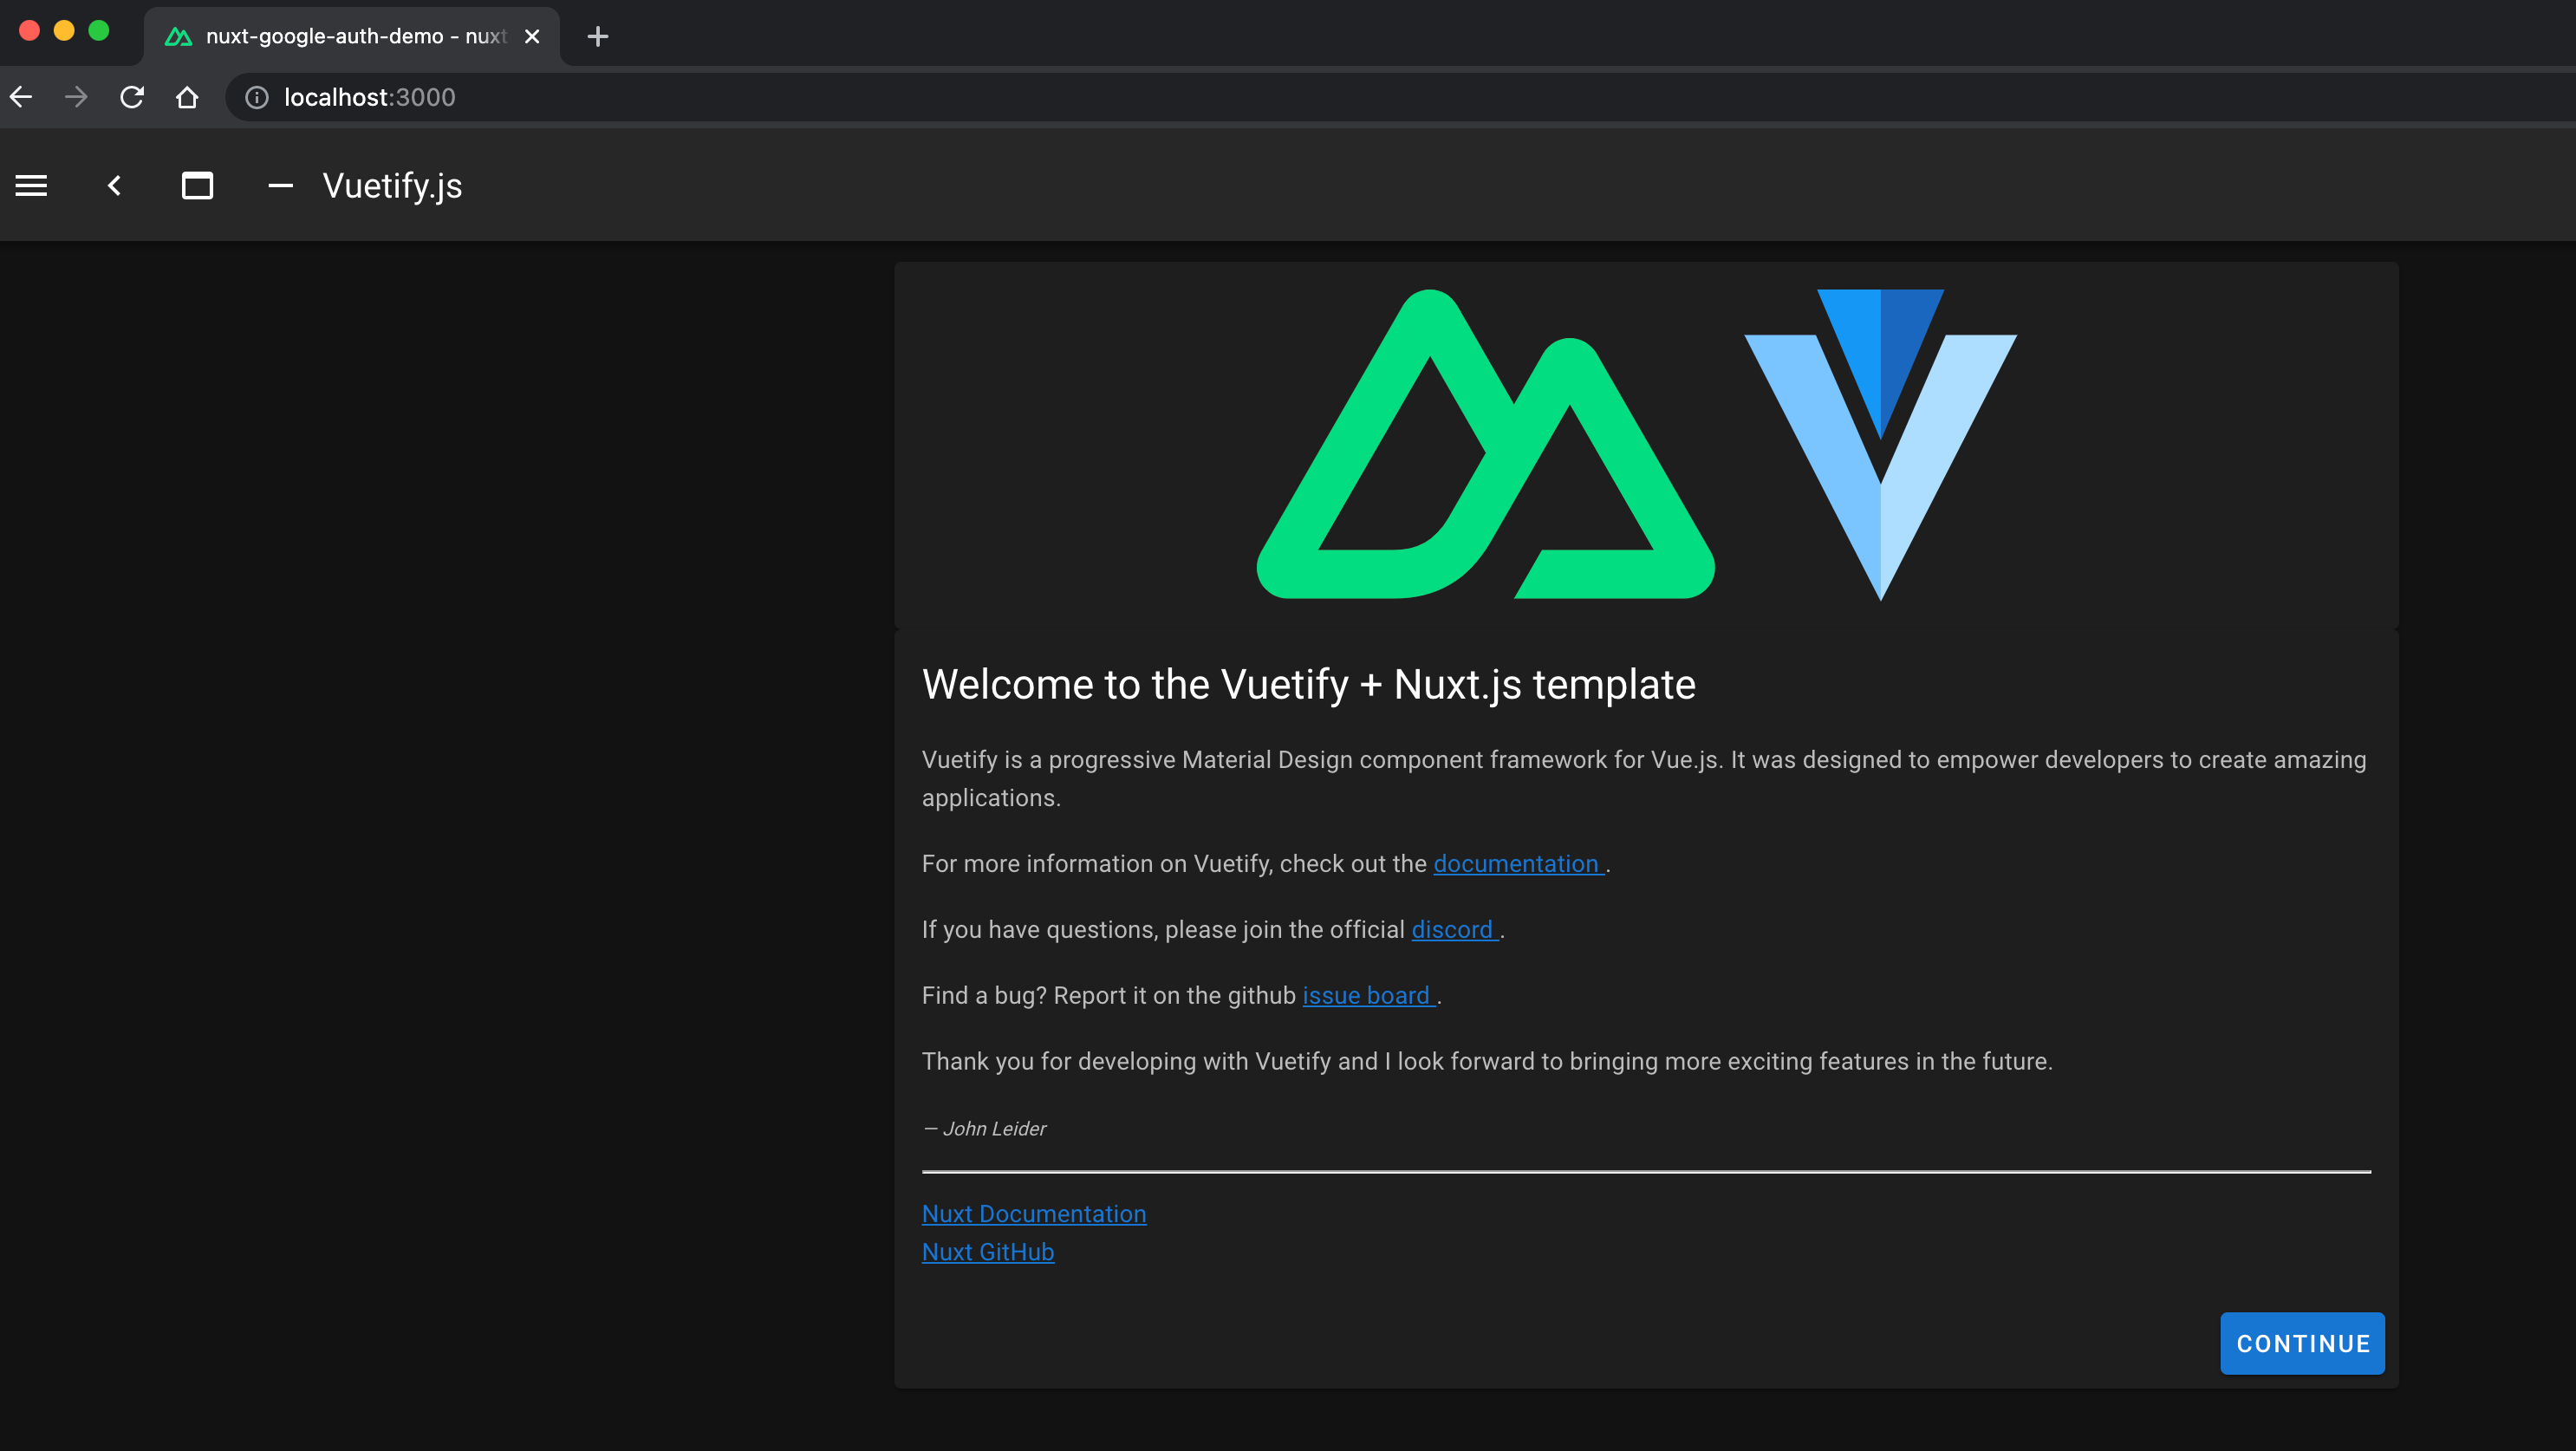 nuxt-google-auth-demo - nuxt
localhost:3000
Vuetify.js
Welcome to the Vuetify + Nuxt.js template
Vuetify is a progressive Material Design component framework for Vue.js. It was designed to empower developers to create amazing
applications.
For more information on Vuetify, check out the documentation .
If you have questions, please join the official discord .
Find a bug? Report it on the github issue board .
Thank you for developing with Vuetify and I look forward to bringing more exciting features in the future.
— John Leider
Nuxt Documentation
Nuxt GitHub
CONTINUE